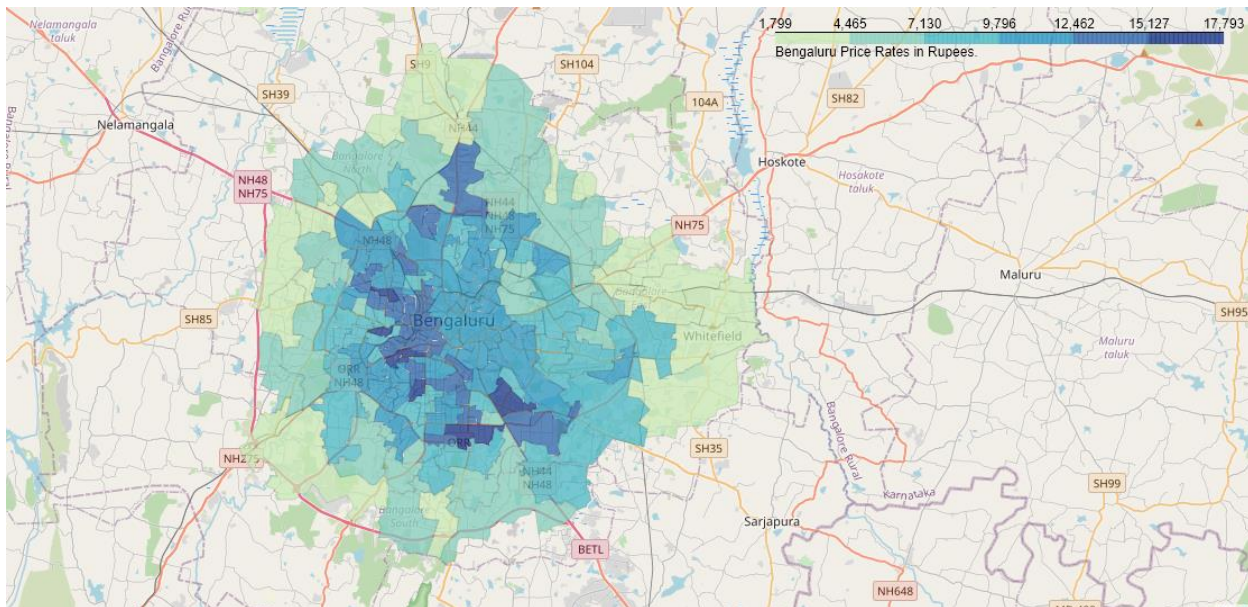 1,799 4,465 7,130 9,796 12,462 15,127 17,793
Bengaluru Price Rates in Rupees.
Nelamangala
taluk
SH9
SH104
SH39
104A
SH82
Nelamangala
NH44
Hoskote
Hosakote
taluk
NH48
NH75
NH44
NH48
NH75
NH75
NH48
Maluru
SH95
SH85
Bengaluru
Whitefield
Maluru
taluk
ORR
NH48
Bangalore Rural
ORR
SH35
NH275
NH44
NH48
SH99
Karnataka
Bangalore
South
Sarjapura
BETL
NH648